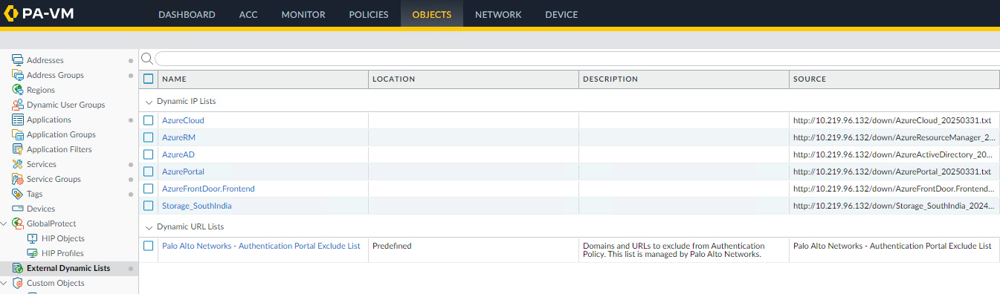 PA-VM DASHBOARD ACC MONITOR POLICIES OBJECTS NETWORK DEVICE
Addresses
Address Groups
Regions
Dynamic User Groups
Applications
Application Groups
Application Filters
Services
Service Groups
Tags
Devices
GlobalProtect
HIP Objects
HIP Profiles
External Dynamic Lists
Custom Objects
NAME LOCATION DESCRIPTION SOURCE
Dynamic IP Lists
AzureCloud http://10.219.96.132/down/AzureCloud_20250331.txt
AzureRM http://10.219.96.132/down/AzureResourceManager_2...
AzureAD http://10.219.96.132/down/AzureActiveDirectory_20...
AzurePortal http://10.219.96.132/down/AzurePortal_20250331.txt
AzureFrontDoor.Frontend http://10.219.96.132/down/AzureFrontDoor.Frontend...
Storage_SouthIndia http://10.219.96.132/down/Storage_SouthIndia_2024...
Dynamic URL Lists
Palo Alto Networks - Authentication Portal Exclude List Predefined Domains and URLs to exclude from Authentication Palo Alto Networks - Authentication Portal Exclude List
Policy. This list is managed by Palo Alto Networks.